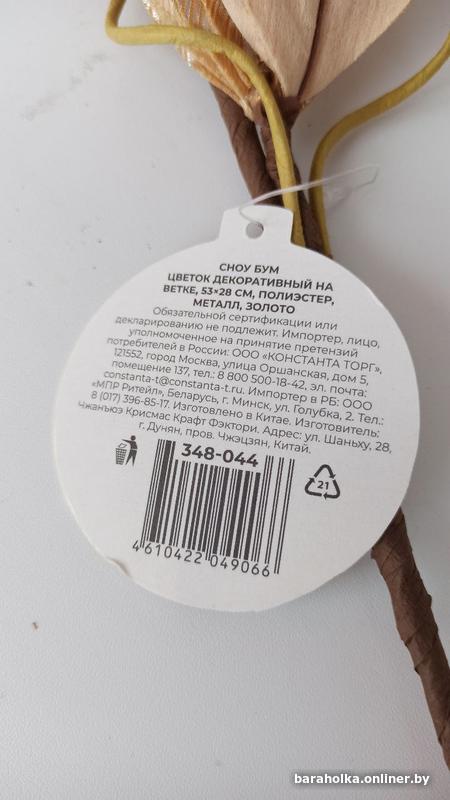 СНОУ БУМ
ЦВЕТОК ДЕКОРАТИВНЫЙ НА
ВЕТКЕ, 53×28 СМ, ПОЛИЭСТЕР,
МЕТАЛЛ, ЗОЛОТО
Обязательной сертификации или
декларированию не подлежит. Импортер, лицо,
уполномоченное на принятие претензий
потребителей в России: ООО «КОНСТАНТА ТОРГ»,
121552, город Москва, улица Оршанская, дом 5,
помещение 137, тел.: 8 800 500-18-42, эл. почта:
constanta-t@constanta-t.ru. Импортер в РБ: ООО
«МПР Ритейл», Беларусь, г. Минск, ул. Голубка, 2. Тел.:
8 (017) 396-85-17. Изготовлено в Китае. Изготовитель:
Чжаньюэ Крисмас Крафт Фэктори. Адрес: ул. Шаньху, 28,
г. Дунян, пров. Чжэцзян, Китай.
348-044
21
4 610422 049066
baraholka.onliner.by